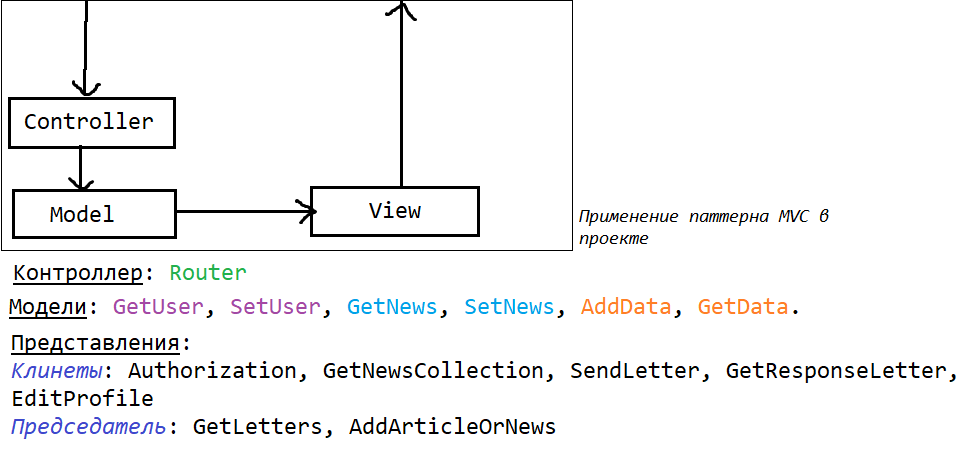 Controller
Model
View
Применение паттерна MVC в
проекте
Контроллер: Router
Модели: GetUser, SetUser, GetNews, SetNews, AddData, GetData.
Представления:
Клинеты: Authorization, GetNewsCollection, SendLetter, GetResponseLetter,
EditProfile
Председатель: GetLetters, AddArticleOrNews